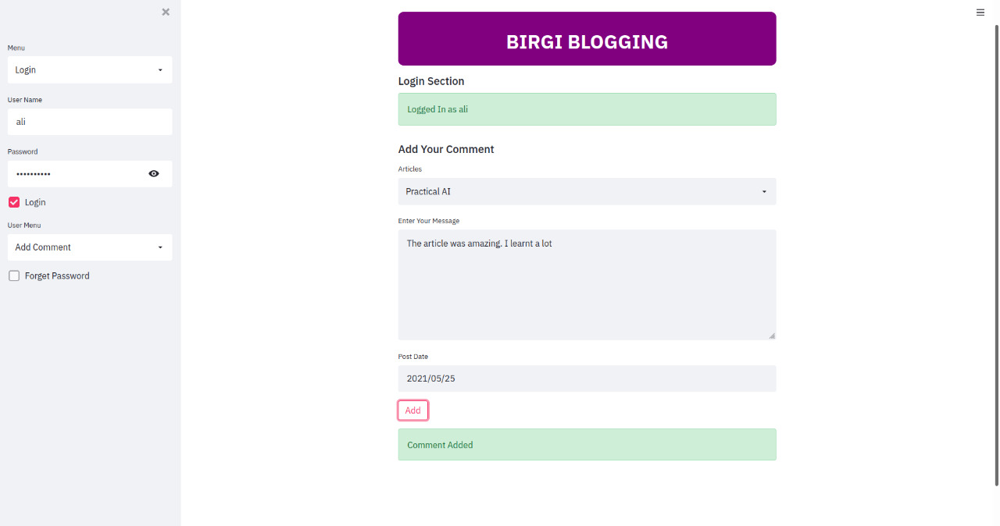 Menu
Login
User Name
ali
Password
••••••••••
Login
User Menu
Add Comment
Forget Password
BIRGI BLOGGING
Login Section
Logged In as ali
Add Your Comment
Articles
Practical AI
Enter Your Message
The article was amazing. I learnt a lot
Post Date
2021/05/25
Add
Comment Added